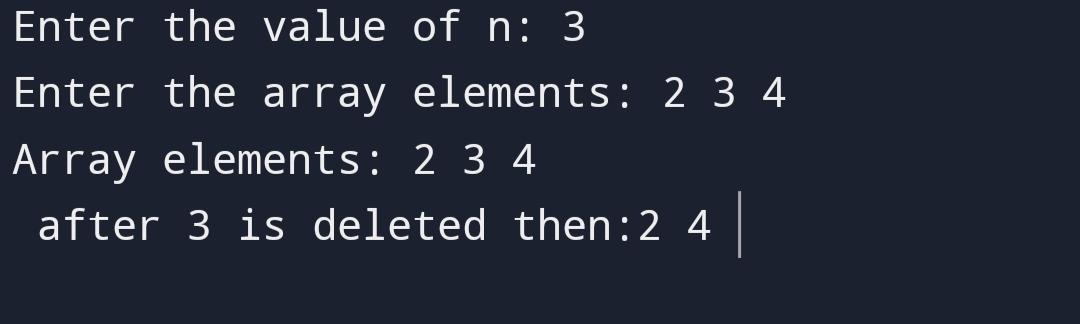 Enter the value of n: 3
Enter the array elements: 2 3 4
Array elements: 2 3 4
 after 3 is deleted then:2 4